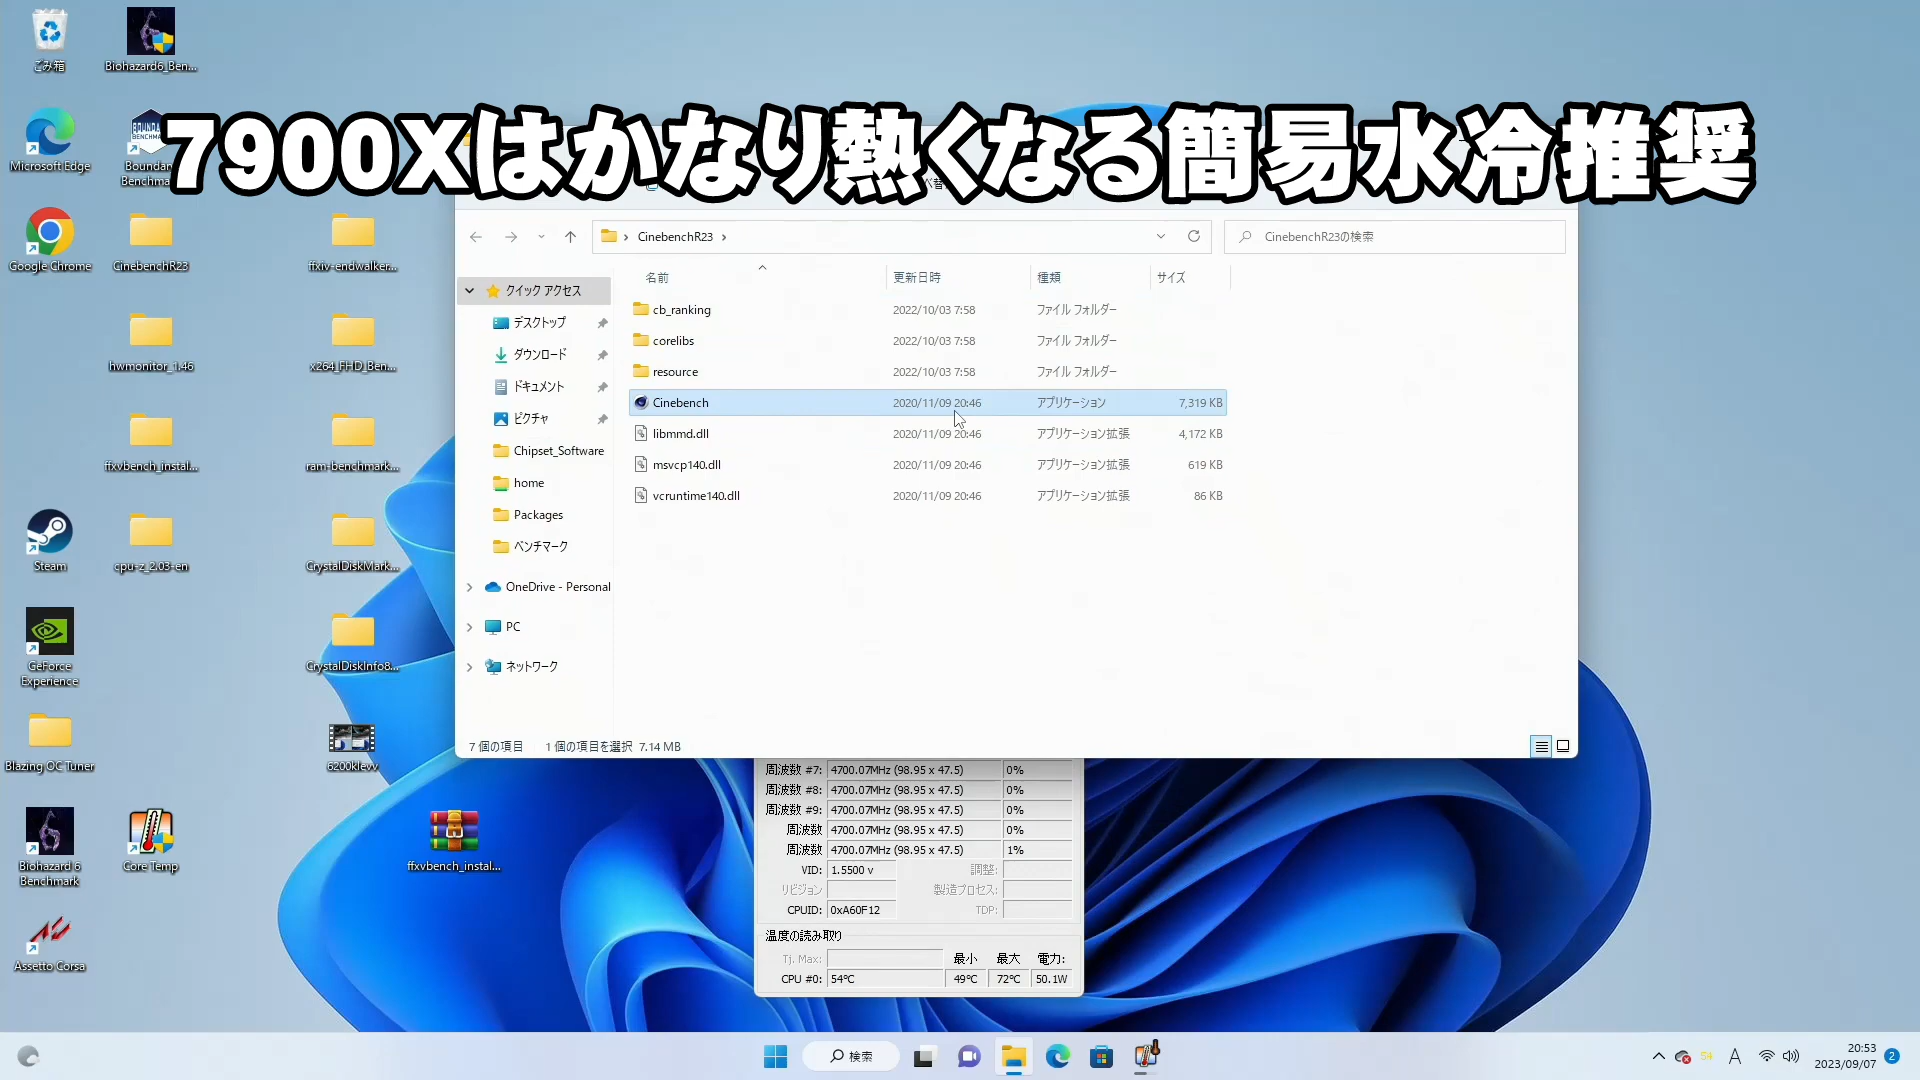 ごみ箱
Biohazard6_Ben...
7900Xはかなり熱くなる簡易水冷推奨
Microsoft Edge
Boundar
Benchma
Google Chrome
CinebenchR23
ffxiv-endwalker...
hwmonitor_1.46
x264_FHD_Ben...
ffxvbench_instal...
ram-benchmark...
Steam
cpu-z_2.03-en
CrystalDiskMark...
GeForce
Experience
CrystalDiskInfo8...
Blazing OC Tuner
6200klevv
Biohazard 6
Benchmark
Core Temp
ffxvbench_instal...
Assetto Corsa
CinebenchR23
CinebenchR23の検索
名前 更新日時 種類 サイズ
クイック アクセス
デスクトップ
ダウンロード
ドキュメント
ピクチャ
Chipset_Software
home
Packages
ベンチマーク
OneDrive - Personal
PC
ネットワーク
cb_ranking 2022/10/03 7:58 ファイル フォルダー
corelibs 2022/10/03 7:58 ファイル フォルダー
resource 2022/10/03 7:58 ファイル フォルダー
Cinebench 2020/11/09 20:46 アプリケーション 7,319 KB
libmmd.dll 2020/11/09 20:46 アプリケーション拡張 4,172 KB
msvcp140.dll 2020/11/09 20:46 アプリケーション拡張 619 KB
vcruntime140.dll 2020/11/09 20:46 アプリケーション拡張 86 KB
7 個の項目 1 個の項目を選択 7.14 MB
周波数 #7: 4700.07MHz (98.95 x 47.5) 0%
周波数 #8: 4700.07MHz (98.95 x 47.5) 0%
周波数 #9: 4700.07MHz (98.95 x 47.5) 0%
周波数 4700.07MHz (98.95 x 47.5) 0%
周波数 4700.07MHz (98.95 x 47.5) 1%
VID: 1.5500 v 調整:
リビジョン 製造プロセス:
CPUID: 0xA60F12 TDP:
温度の読み取り
Tj. Max: 最小 最大 電力:
CPU #0: 54℃ 49℃ 72℃ 50.1W
検索
54
A
20:53
2023/09/07
2